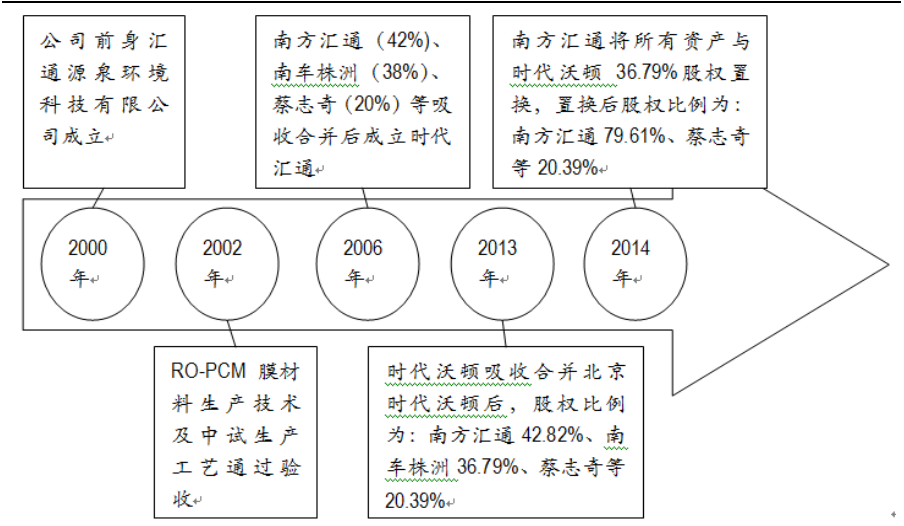 公司前身汇
通源泉环境
科技有限公
司成立
南方汇通（42%）、
南车株洲（38%）、
蔡志奇（20%）等吸
收合并后成立时代
汇通
南方汇通将所有资产与
时代沃顿 36.79%股权置
换，置换后股权比例为：
南方汇通 79.61%、蔡志奇
等 20.39%
2000
年
2002
年
2006
年
2013
年
2014
年
RO-PCM 膜材
料生产技术
及中试生产
工艺通过验
收
时代沃顿吸收合并北京
时代沃顿后，股权比例
为：南方汇通 42.82%、南
车株洲 36.79%、蔡志奇等
20.39%